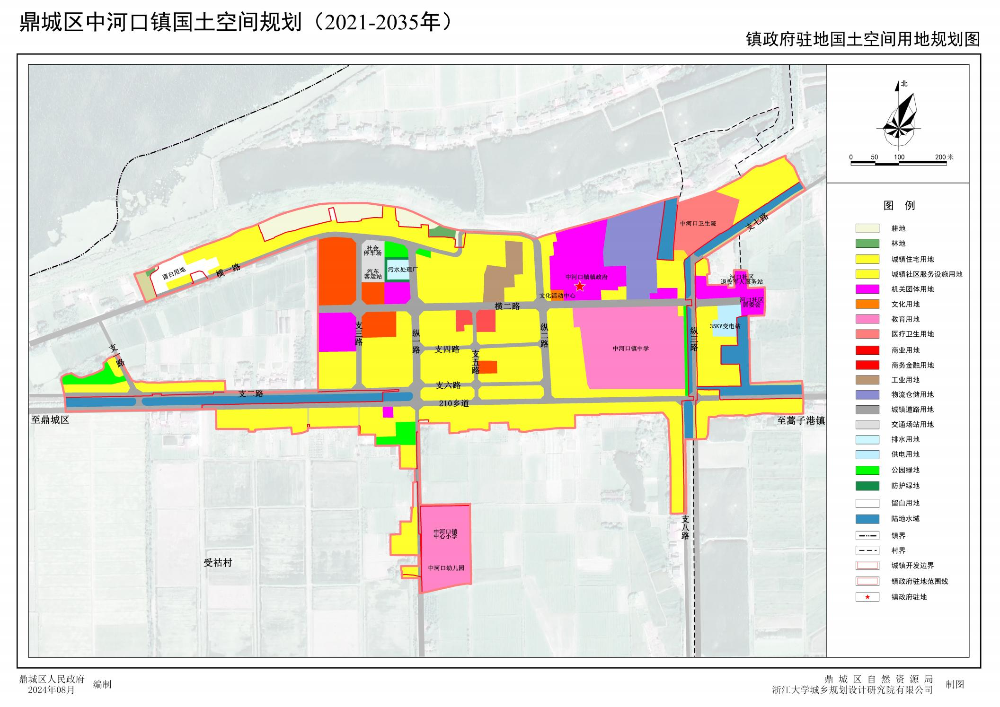 鼎城区中河口镇国土空间规划（2021-2035年）
镇政府驻地国土空间用地规划图
北
0 50 100 200 米
图 例
耕地
林地
城镇住宅用地
城镇社区服务设施用地
机关团体用地
文化用地
教育用地
医疗卫生用地
商业用地
商务金融用地
工业用地
物流仓储用地
城镇道路用地
交通场站用地
排水用地
供电用地
公园绿地
防护绿地
留白用地
陆地水域
镇界
村界
城镇开发边界
镇政府驻地范围线
镇政府驻地
中河口卫生院
支七路
社会
停车场
汽车
客运站
污水处理厂
留白用地
横一路
中河口镇镇政府
文化活动中心
河口社区
退役军人服务站
河口社区
居委会
横二路
35KV变电站
支三路
纵一路
纵二路
纵三路
支一路
支四路
支五路
中河口镇中学
支六路
支二路
210乡道
至鼎城区
至蒿子港镇
支八路
中河口镇
中心小学
中河口幼儿园
受祜村
鼎城区人民政府
2024年08月
编制
鼎城区自然资源局
浙江大学城乡规划设计研究院有限公司
制图